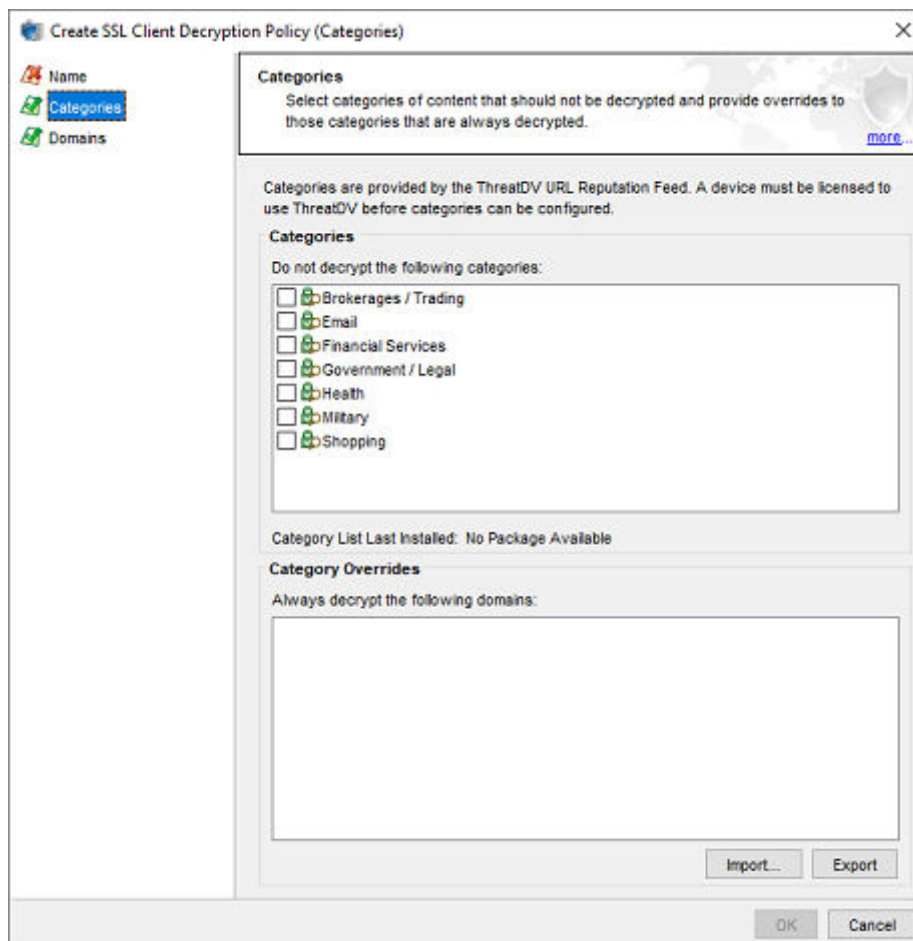 Create SSL Client Decryption Policy (Categories)
Name
Categories
Domains
Categories
Select categories of content that should not be decrypted and provide overrides to
those categories that are always decrypted.
more...
Categories are provided by the ThreatDV URL Reputation Feed. A device must be licensed to
use ThreatDV before categories can be configured.
Categories
Do not decrypt the following categories:
Brokerages / Trading
Email
Financial Services
Government / Legal
Health
Military
Shopping
Category List Last Installed: No Package Available
Category Overrides
Always decrypt the following domains:
Import... Export
OK Cancel